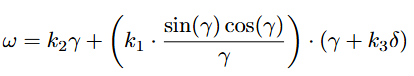 ω = k₂γ + (k₁ · sin(γ) cos(γ) / γ) · (γ + k₃δ)